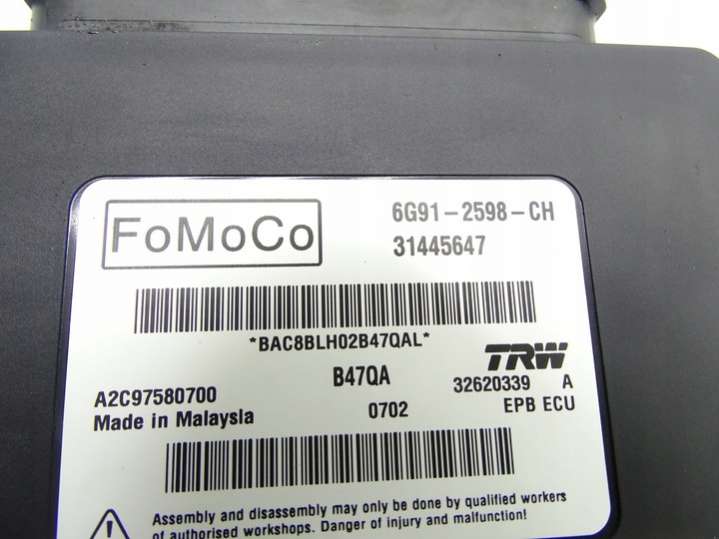 FoMoCo
6G91-2598-CH
31445647
*BAC8BLH02B47QAL*
TRW
B47QA
32620339 A
A2C97580700
0702
EPB ECU
Made in Malaysla
Assembly and disassembly may only be done by qualified workers
of authorised workshops. Danger of injury and malfunction!